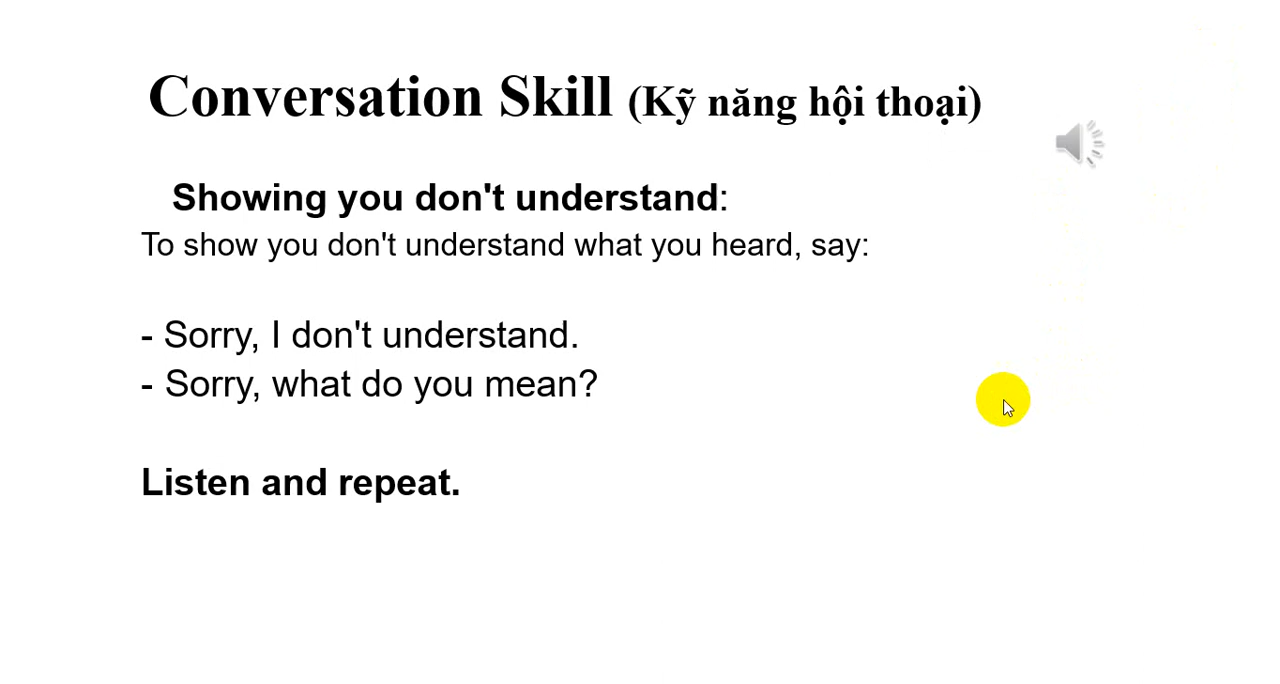 Conversation Skill (Kỹ năng hội thoại)
Showing you don't understand:
To show you don't understand what you heard, say:
- Sorry, I don't understand.
- Sorry, what do you mean?
Listen and repeat.